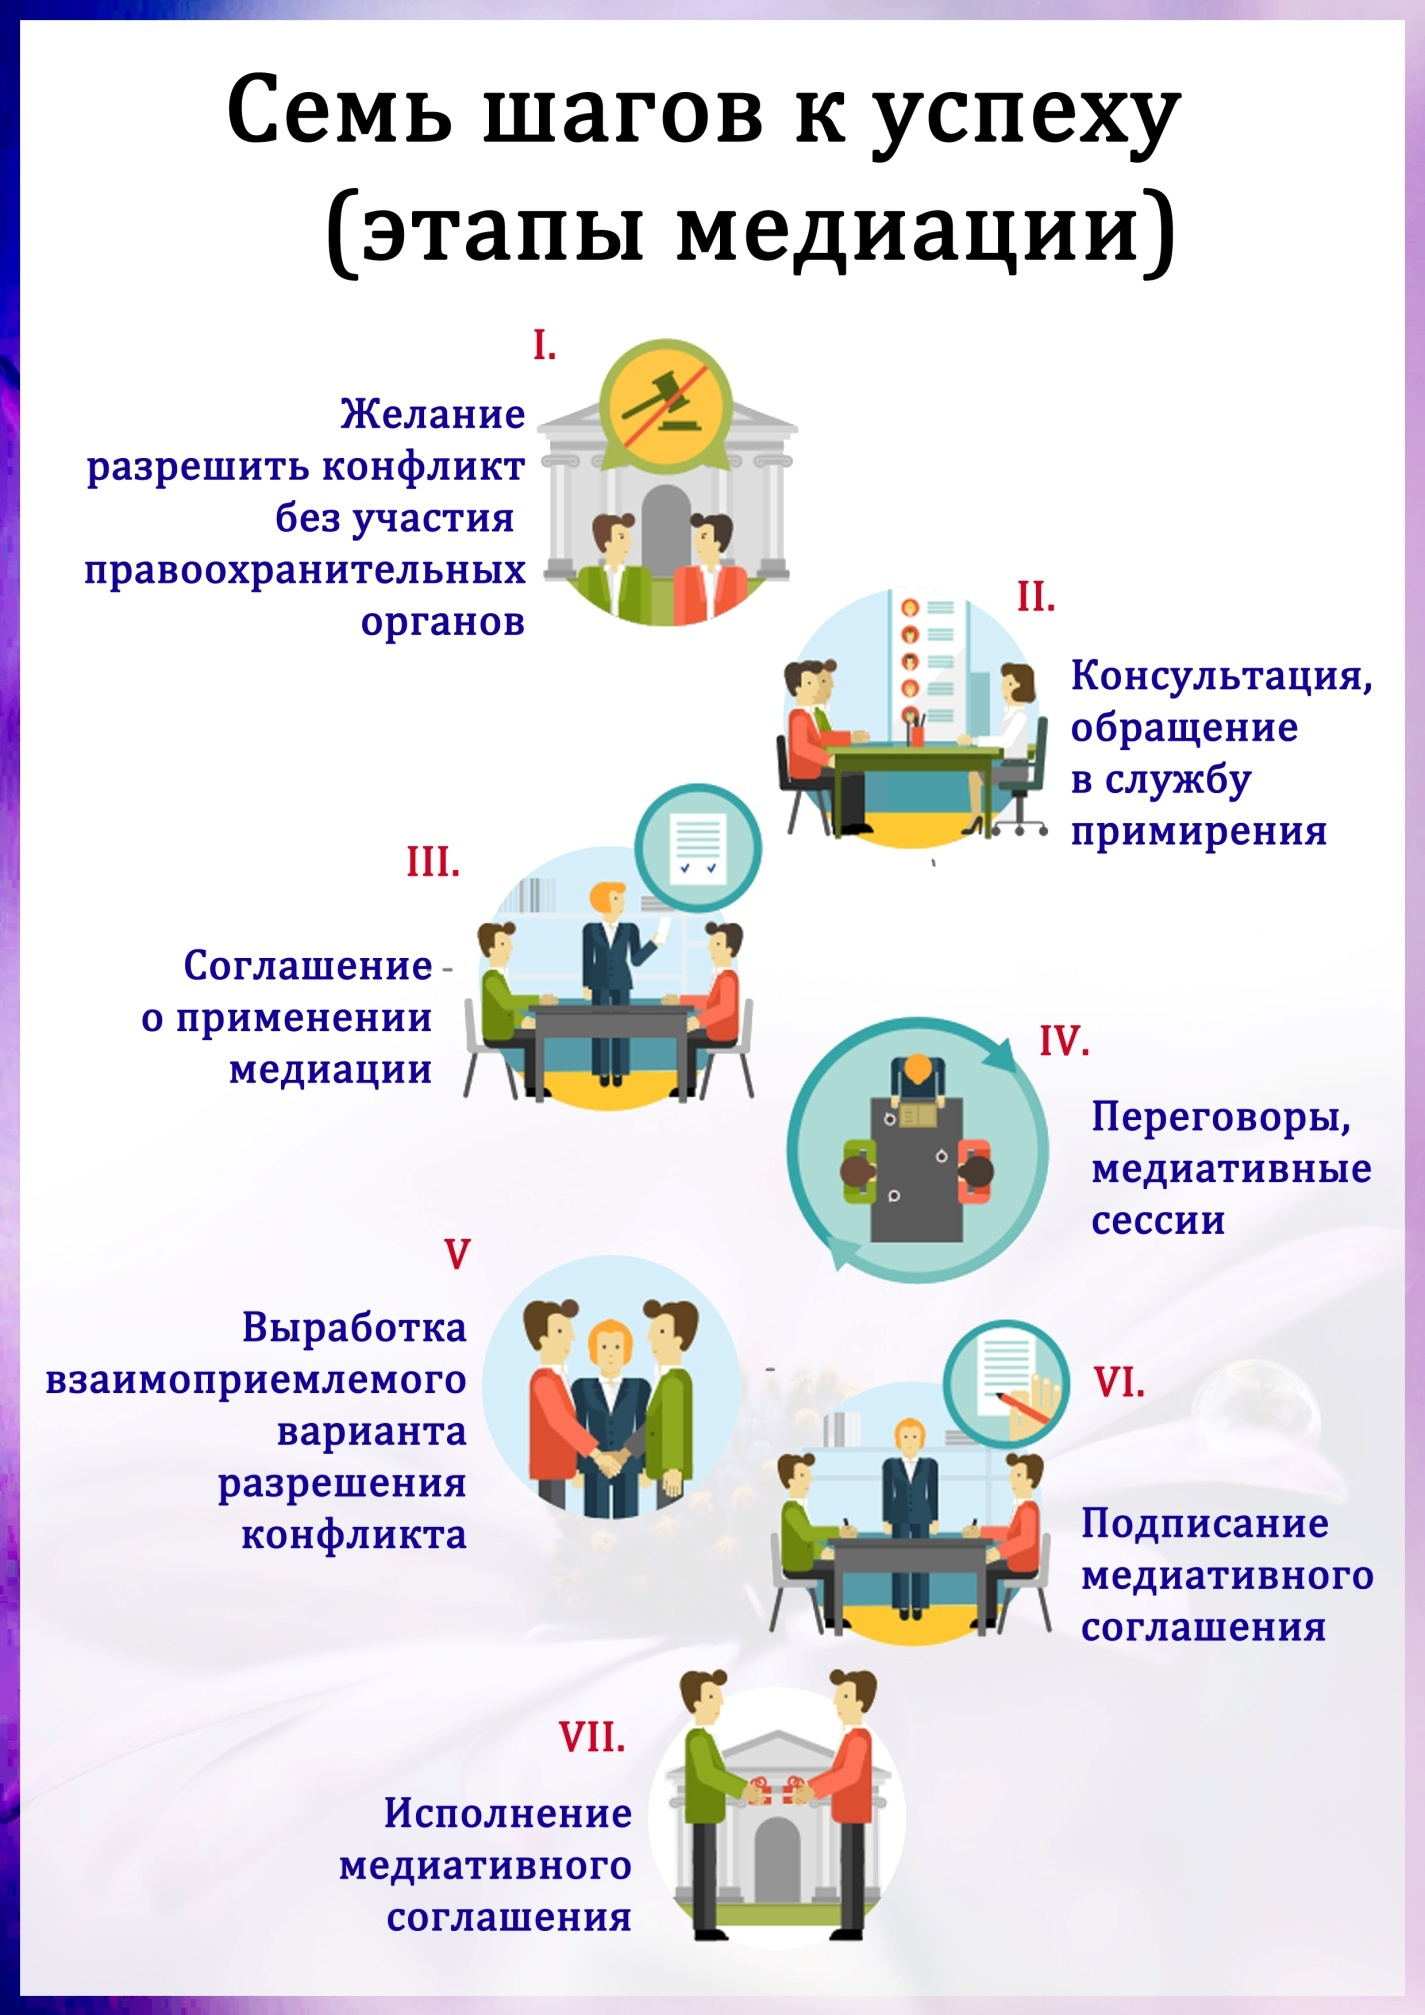 Семь шагов к успеху
(этапы медиации)
I.
Желание
разрешить конфликт
без участия
правоохранительных
органов
II.
Консультация,
обращение
в службу
примирения
III.
Соглашение
о применении
медиации
IV.
Переговоры,
медиативные
сессии
V
Выработка
взаимоприемлемого
варианта
разрешения
конфликта
VI.
Подписание
медиативного
соглашения
VII.
Исполнение
медиативного
соглашения